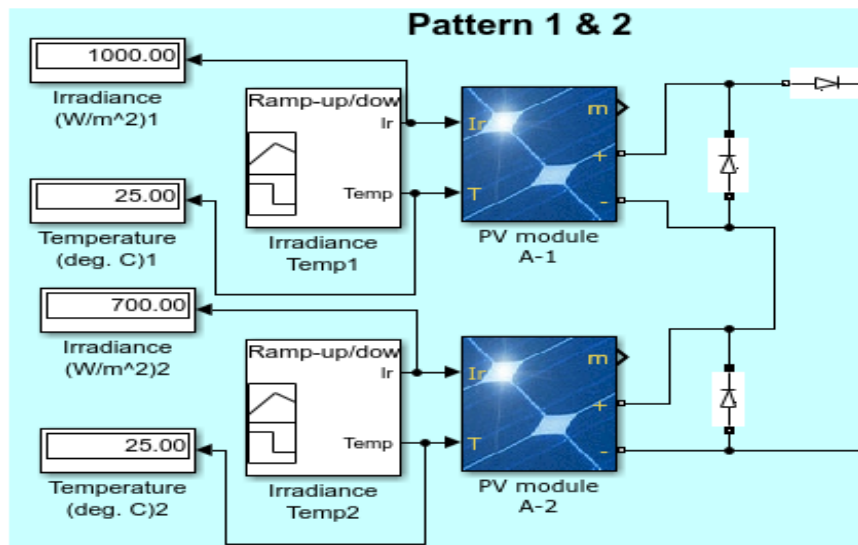 Pattern 1 & 2
1000.00
Irradiance
(W/m^2)1
Ramp-up/dow
Ir
Temp
Irradiance
Temp1
Ir
T
m
+
-
PV module
A-1
25.00
Temperature
(deg. C)1
700.00
Irradiance
(W/m^2)2
Ramp-up/dow
Ir
Temp
Irradiance
Temp2
Ir
T
m
+
-
PV module
A-2
25.00
Temperature
(deg. C)2